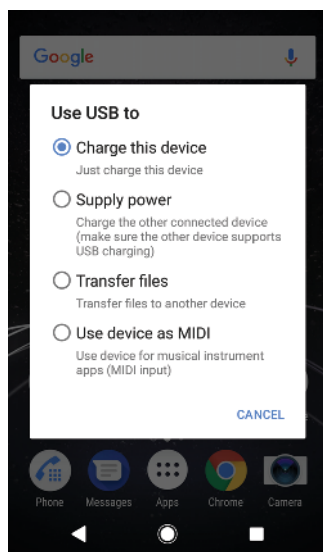 Google
Use USB to
Charge this device
Just charge this device
Supply power
Charge the other connected device
(make sure the other device supports
USB charging)
Transfer files
Transfer files to another device
Use device as MIDI
Use device for musical instrument
apps (MIDI input)
CANCEL
Phone Messages Apps Chrome Camera